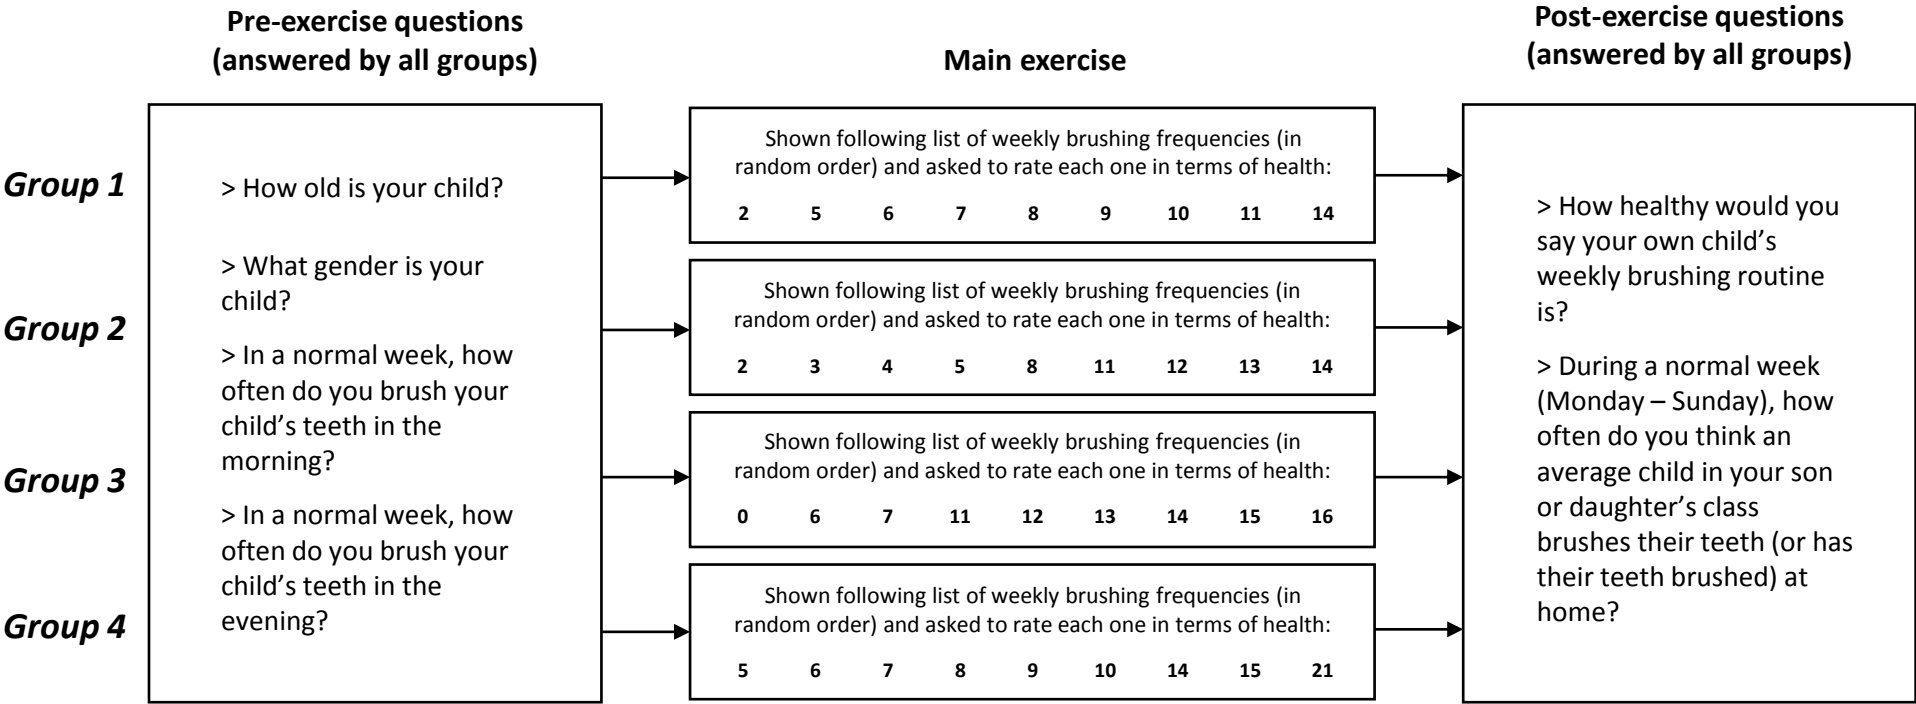 Pre-exercise questions
(answered by all groups)
Main exercise
Post-exercise questions
(answered by all groups)
Group 1
Group 2
Group 3
Group 4
> How old is your child?
> What gender is your
child?
> In a normal week, how
often do you brush your
child’s teeth in the
morning?
> In a normal week, how
often do you brush your
child’s teeth in the
evening?
Shown following list of weekly brushing frequencies (in
random order) and asked to rate each one in terms of health:
2 5 6 7 8 9 10 11 14
Shown following list of weekly brushing frequencies (in
random order) and asked to rate each one in terms of health:
2 3 4 5 8 11 12 13 14
Shown following list of weekly brushing frequencies (in
random order) and asked to rate each one in terms of health:
0 6 7 11 12 13 14 15 16
Shown following list of weekly brushing frequencies (in
random order) and asked to rate each one in terms of health:
5 6 7 8 9 10 14 15 21
> How healthy would you
say your own child’s
weekly brushing routine
is?
> During a normal week
(Monday – Sunday), how
often do you think an
average child in your son
or daughter’s class
brushes their teeth (or has
their teeth brushed) at
home?